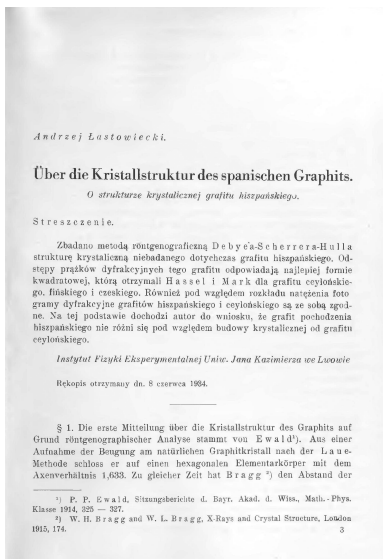 Andrzej Łastowiecki.
Über die Kristallstruktur des spanischen Graphits.
O strukturze krystalicznej grafitu hiszpańskiego.
Streszczenie.
Zbadano metodą röntgenograficzną Debye'a-Scherrera-Hulla
strukturę krystaliczną niebadanego dotychczas grafitu hiszpańskiego. Od-
stępy prążków dyfrakcyjnych tego grafitu odpowiadają najlepiej formie
kwadratowej, którą otrzymali Hassel i Mark dla grafitu ceylońskie-
go, fińskiego i czeskiego. Również pod względem rozkładu natężenia foto
gramy dyfrakcyjne grafitów hiszpańskiego i ceylońskiego są ze sobą zgod-
ne. Na tej podstawie dochodzi autor do wniosku, że grafit pochodzenia
hiszpańskiego nie różni się pod względem budowy krystalicznej od grafitu
ceylońskiego.
Instytut Fizyki Eksperymentalnej Uniw. Jana Kazimierza we Lwowie
Rękopis otrzymany dn. 8 czerwca 1934.
§ 1. Die erste Mitteilung über die Kristallstruktur des Graphits auf
Grund röntgenographischer Analyse stammt von Ewald¹). Aus einer
Aufnahme der Beugung am natürlichen Graphitkristall nach der Laue-
Methode schloss er auf einen hexagonalen Elementarkörper mit dem
Axenverhältnis 1,633. Zu gleicher Zeit hat Bragg ²) den Abstand der
¹) P. P. Ewald, Sitzungsberichte d. Bayr. Akad. d. Wiss., Math.-Phys.
Klasse 1914, 325 — 327.
²) W. H. Bragg and W. L. Bragg, X-Rays and Crystal Structure, London
1915, 174.
3